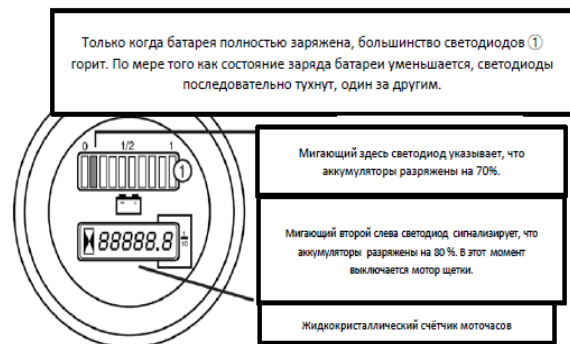 Только когда батарея полностью заряжена, большинство светодиодов ①
горит. По мере того как состояние заряда батареи уменьшается, светодиоды
последовательно тухнут, один за другим.
0 1/2 1
①
Мигающий здесь светодиод указывает, что
аккумуляторы разряжены на 70%.
88888.8 1/10
Мигающий второй слева светодиод сигнализирует, что
аккумуляторы разряжены на 80 %. В этот момент
выключается мотор щетки.
Жидкокристаллический счётчик моточасов